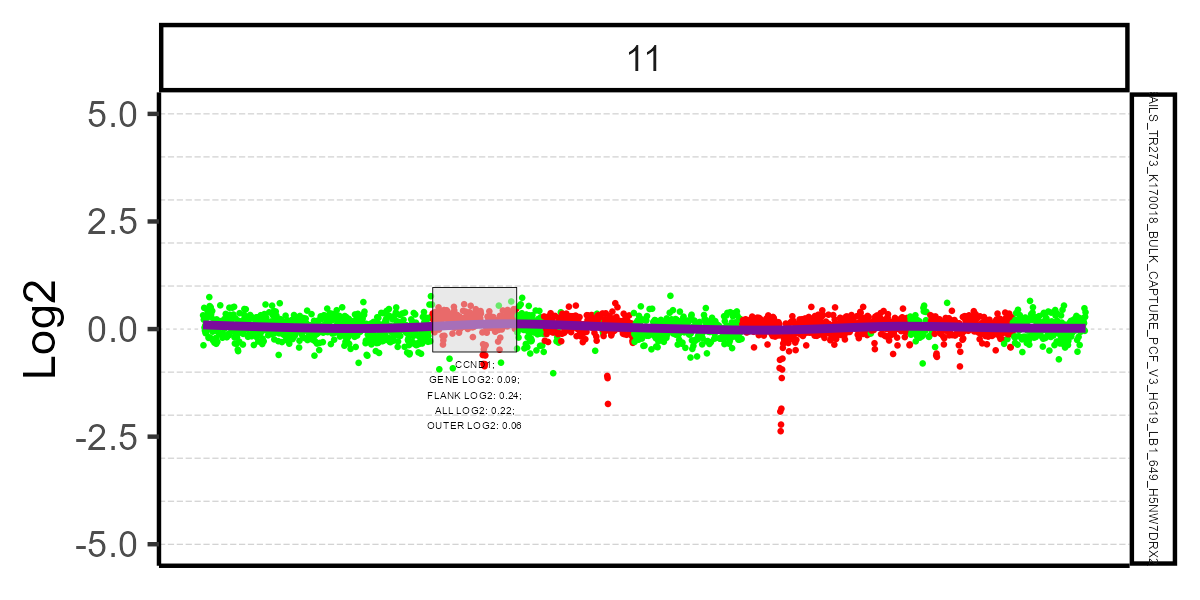 11
5.0
2.5
0.0
-2.5
-5.0
Log2
CCND1;
GENE LOG2: 0.09;
FLANK LOG2: 0.24;
ALL LOG2: 0.22;
OUTER LOG2: 0.06
AILS_TR273_K170018_BULK_CAPTURE_PCF_V3_HG19_LB1_649_H5NW7DRX2